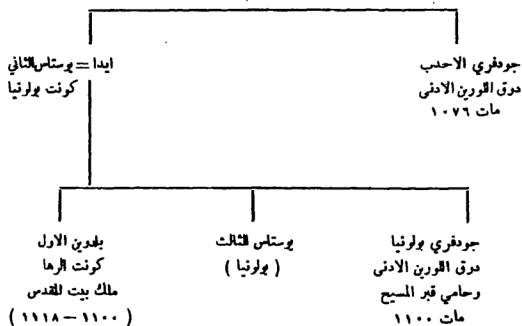 جودفري الاحدب
دوق اللورين الادنى
مات ١٠٧٦
ايدا = يوستاس الثاني
كونت بولونيا
جودفري بولونيا
دوق اللورين الادنى
وحامي قبر المسيح
مات ١١٠٠
يوستاس الثالث
( بولونيا )
بلدوين الاول
كونت الرها
ملك بيت المقدس
( ١١٠٠ – ١١١٨ )